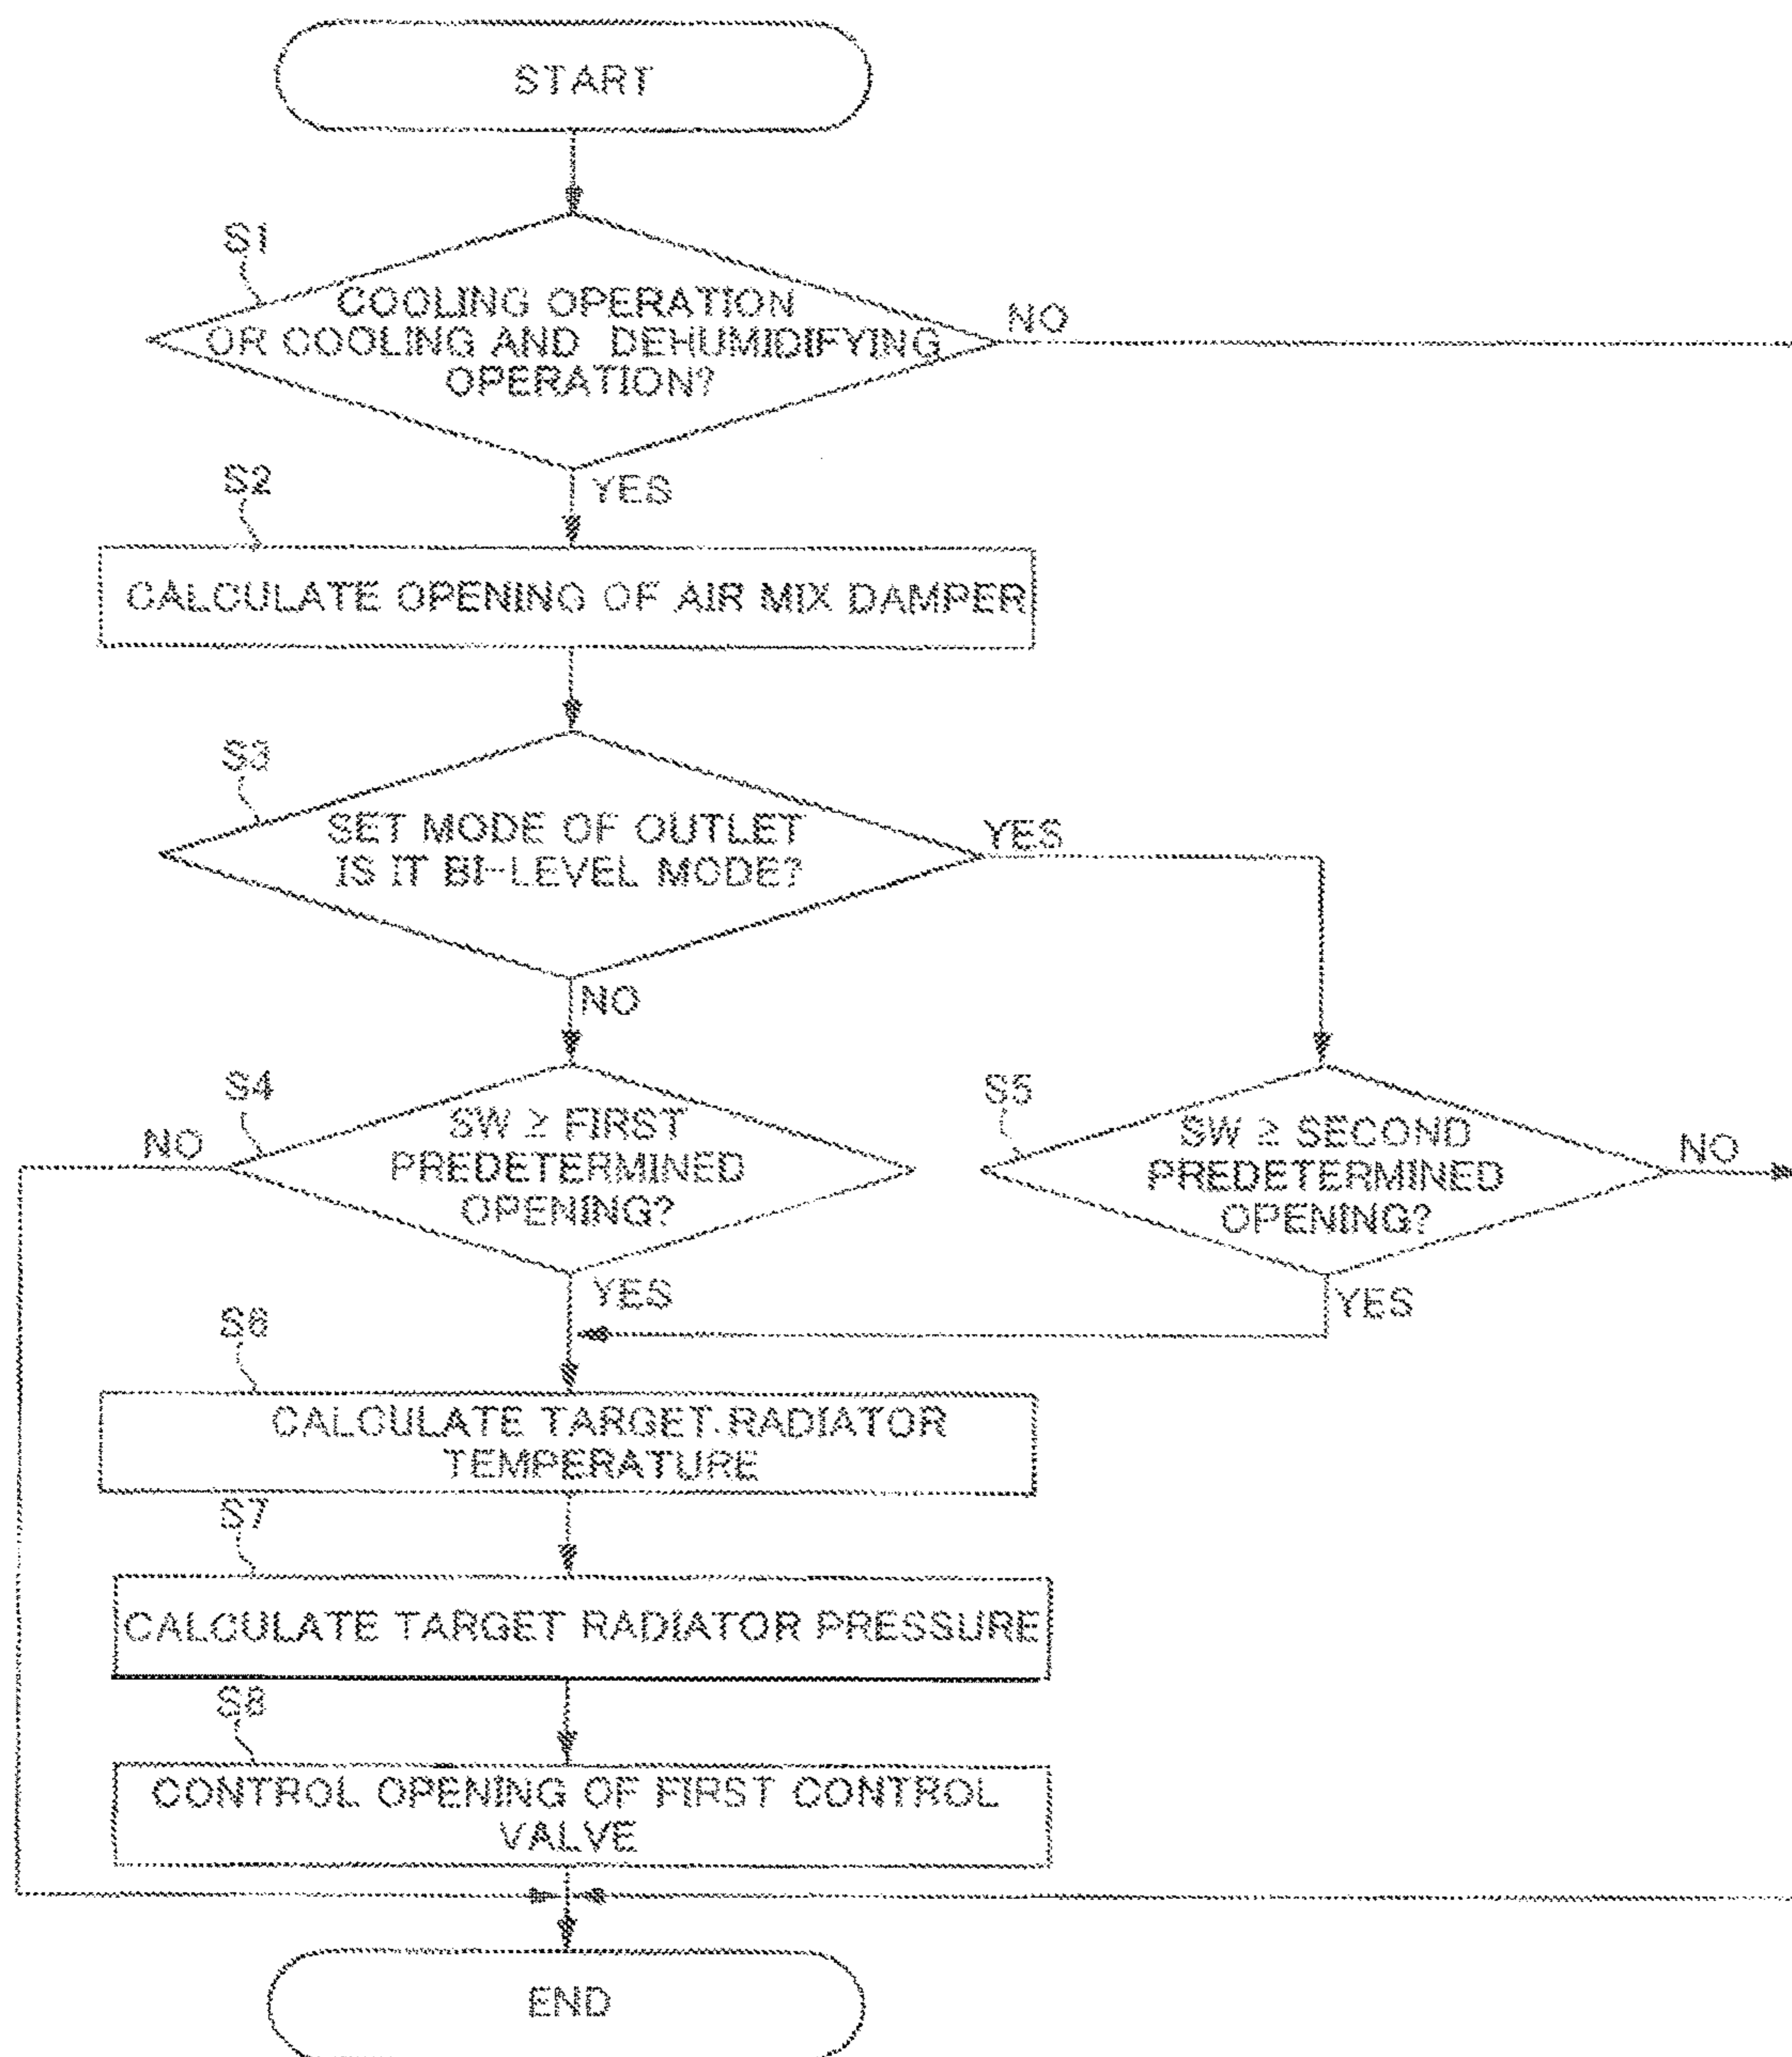 START
S1
COOLING OPERATION
OR COOLING AND DEHUMIDIFYING
OPERATION?
NO
YES
S2
CALCULATE OPENING OF AIR MIX DAMPER
S3
SET MODE OF OUTLET
IS IT BI-LEVEL MODE?
YES
NO
S4
NO
SW ≥ FIRST
PREDETERMINED
OPENING?
YES
S5
SW ≥ SECOND
PREDETERMINED
OPENING?
NO
YES
S6
CALCULATE TARGET RADIATOR
TEMPERATURE
S7
CALCULATE TARGET RADIATOR PRESSURE
S8
CONTROL OPENING OF FIRST CONTROL
VALVE
END